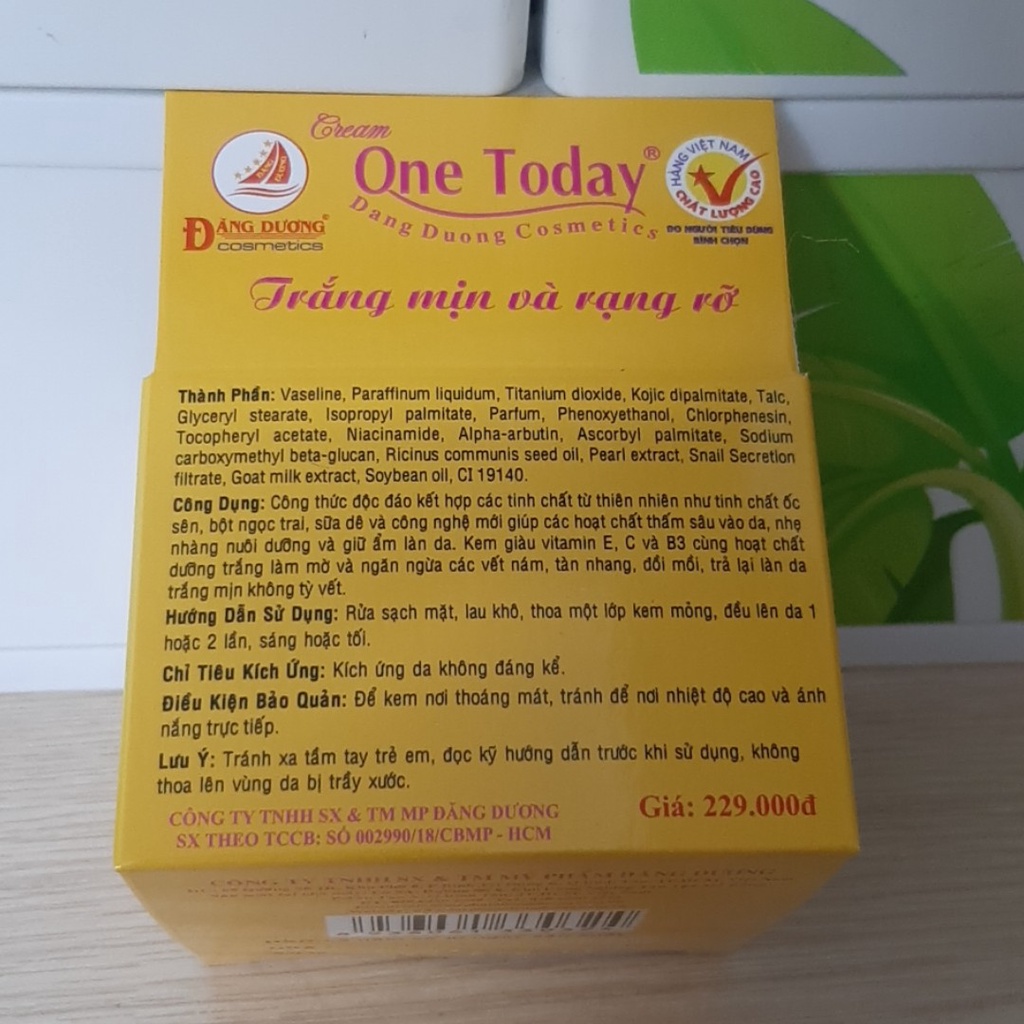 Cream
One Today®
Dang Duong Cosmetics
ĐĂNG DƯƠNG
ĐĂNG DƯƠNG®
cosmetics
HÀNG VIỆT NAM
CHẤT LƯỢNG CAO
DO NGƯỜI TIÊU DÙNG
BÌNH CHỌN
Trắng mịn và rạng rỡ
Thành Phần: Vaseline, Paraffinum liquidum, Titanium dioxide, Kojic dipalmitate, Talc,
Glyceryl stearate, Isopropyl palmitate, Parfum, Phenoxyethanol, Chlorphenesin,
Tocopheryl acetate, Niacinamide, Alpha-arbutin, Ascorbyl palmitate, Sodium
carboxymethyl beta-glucan, Ricinus communis seed oil, Pearl extract, Snail Secretion
filtrate, Goat milk extract, Soybean oil, CI 19140.
Công Dụng: Công thức độc đáo kết hợp các tinh chất từ thiên nhiên như tinh chất ốc
sên, bột ngọc trai, sữa dê và công nghệ mới giúp các hoạt chất thấm sâu vào da, nhẹ
nhàng nuôi dưỡng và giữ ẩm làn da. Kem giàu vitamin E, C và B3 cùng hoạt chất
dưỡng trắng làm mờ và ngăn ngừa các vết nám, tàn nhang, đồi mồi, trả lại làn da
trắng mịn không tỳ vết.
Hướng Dẫn Sử Dụng: Rửa sạch mặt, lau khô, thoa một lớp kem mỏng, đều lên da 1
hoặc 2 lần, sáng hoặc tối.
Chỉ Tiêu Kích Ứng: Kích ứng da không đáng kể.
Điều Kiện Bảo Quản: Để kem nơi thoáng mát, tránh để nơi nhiệt độ cao và ánh
nắng trực tiếp.
Lưu Ý: Tránh xa tầm tay trẻ em, đọc kỹ hướng dẫn trước khi sử dụng, không
thoa lên vùng da bị trầy xước.
CÔNG TY TNHH SX & TM MP ĐĂNG DƯƠNG
SX THEO TCCB: SỐ 002990/18/CBMP - HCM
Giá: 229.000đ
CÔNG TY TNHH SX & TM MỸ PHẨM ĐĂNG DƯƠNG